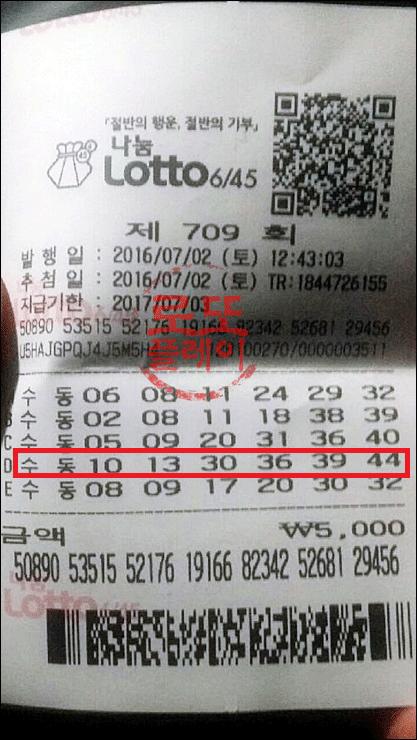 「절반의 행운, 절반의 기부」
나눔
Lotto 6/45
제 709 회
발 행 일 : 2016/07/02 (토) 12:43:03
추 첨 일 : 2016/07/02 (토) TR:1844726155
지급기한 : 2017/07/03
50890 53515 52176 19166 82342 52681 29456
로또
플레이
수 동 06 08 11 24 29 32
수 동 02 08 11 18 38 39
C 수 동 05 09 20 31 36 40
D 수 동 10 13 30 36 39 44
E 수 동 08 09 17 20 30 32
금액 ₩5,000
50890 53515 52176 19166 82342 52681 29456